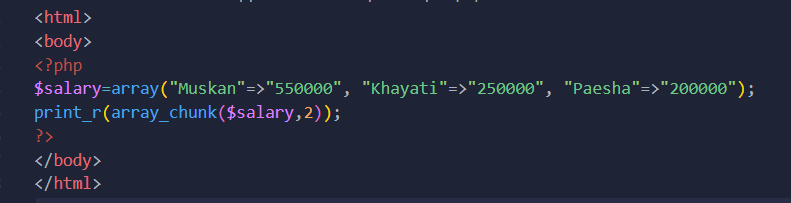 <html>
<body>
<?php
$salary=array("Muskan"=>"550000", "Khayati"=>"250000", "Paesha"=>"200000");
print_r(array_chunk($salary,2));
?>
</body>
</html>